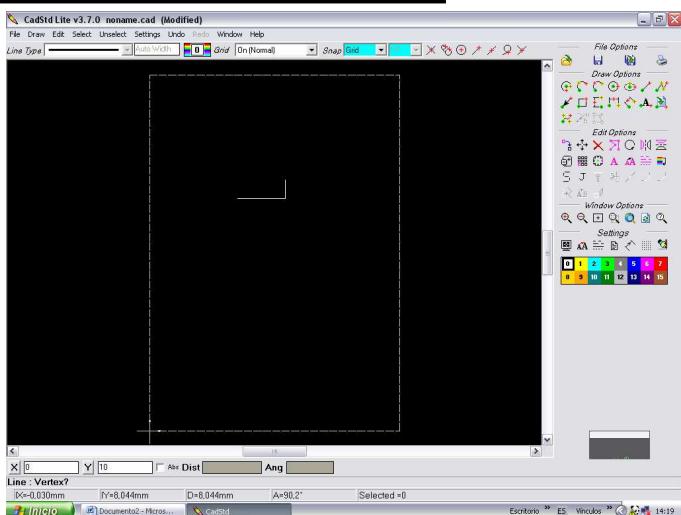 CadStd Lite v3.7.0 noname.cad (Modified)
File Draw Edit Select Unselect Settings Undo Redo Window Help
Line Type Auto Width 0 Grid On (Normal) Snap Grid
File Options
Draw Options
A
Edit Options
A AA
S J
Window Options
Settings
0 1 2 3 4 5 6 7
8 9 10 11 12 13 14 15
X 0 Y 10 Abs Dist Ang
Line : Vertex?
IX=-0,030mm IY=8,044mm D=8,044mm A=90,2° Selected =0
Inicio Documento2 - Micros... CadStd Escritorio » ES Vínculos » 14:19